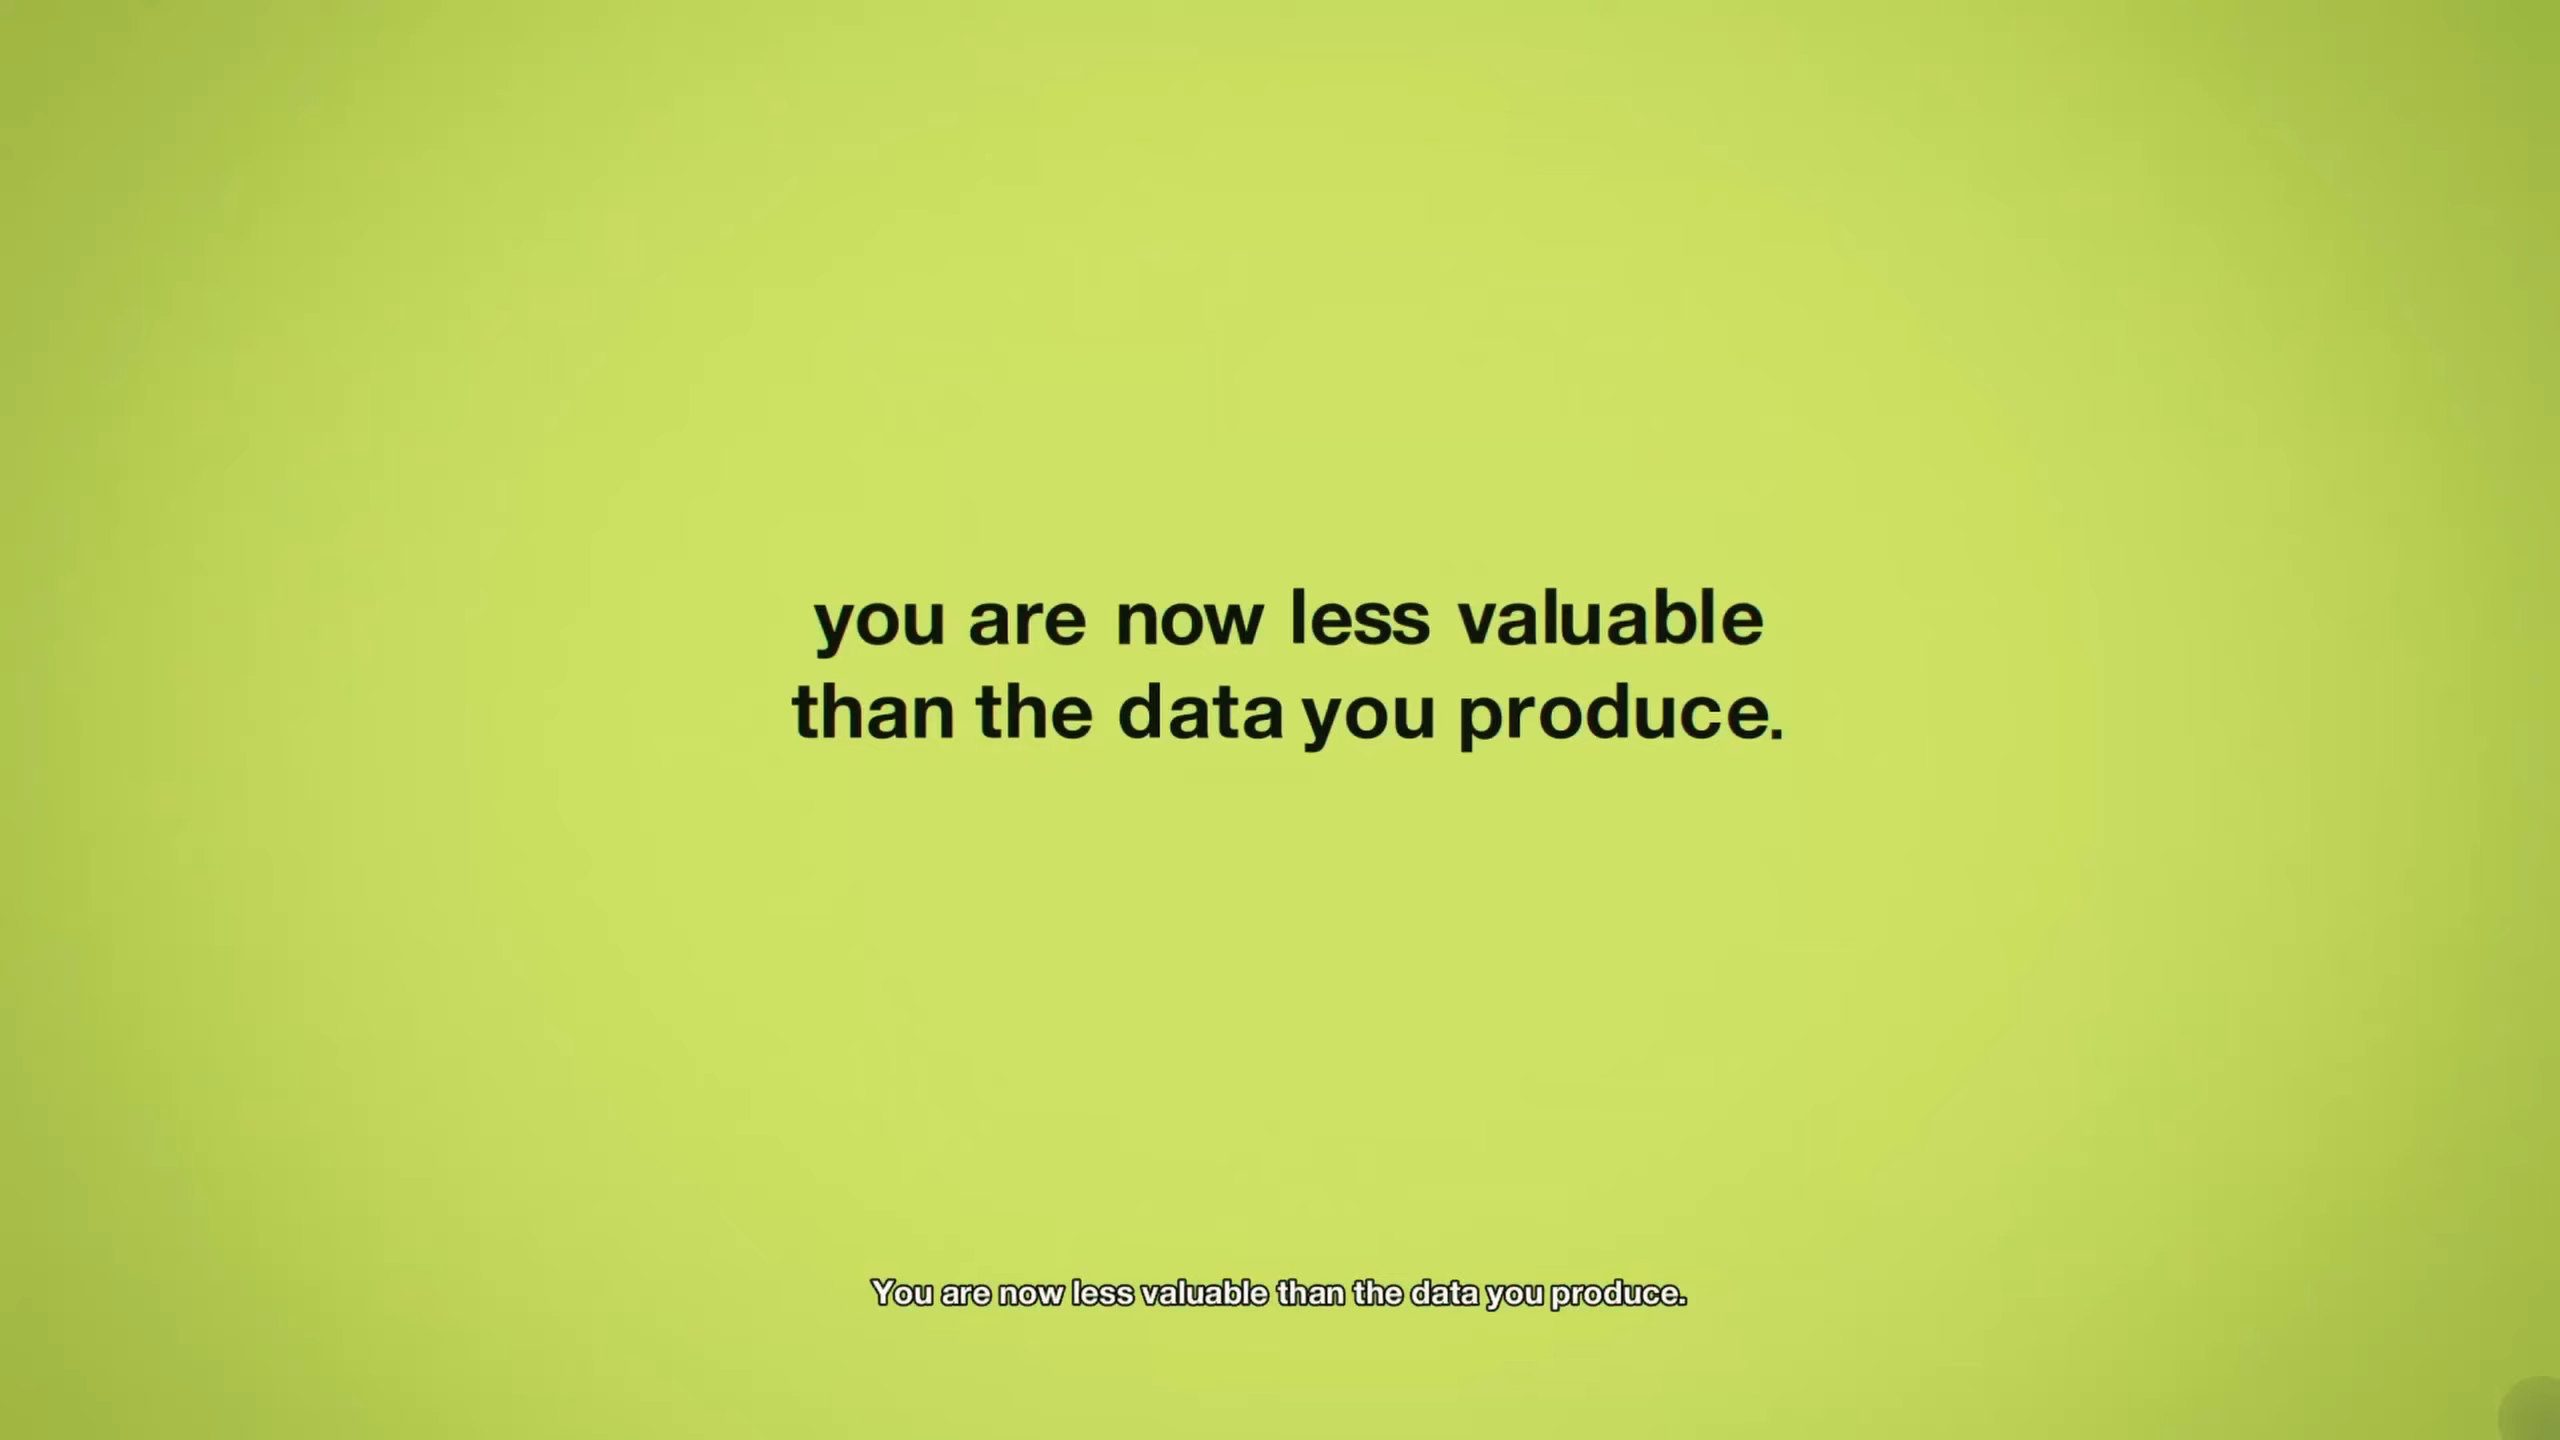 you are now less valuable
than the data you produce.
You are now less valuable than the data you produce.